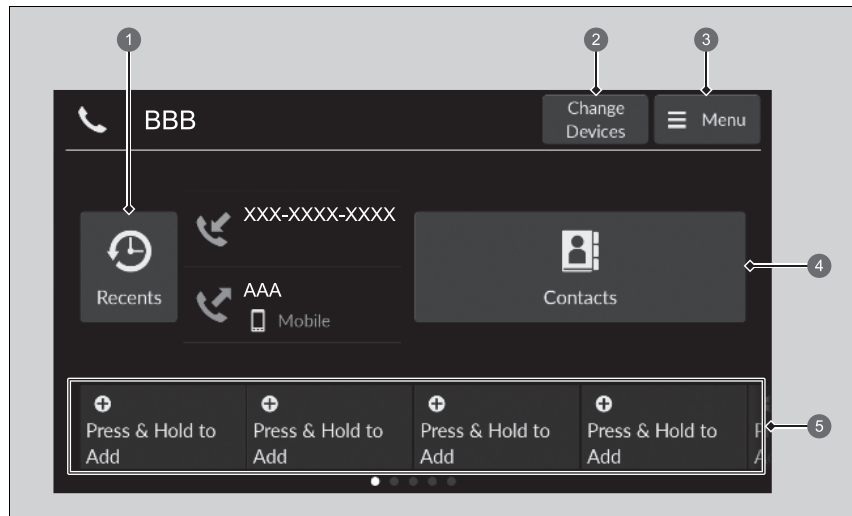 1
2
3
BBB
Change
Devices
Menu
Recents
XXX-XXXX-XXXX
AAA
Mobile
Contacts
4
Press & Hold to
Add
Press & Hold to
Add
Press & Hold to
Add
Press & Hold to
Add
5